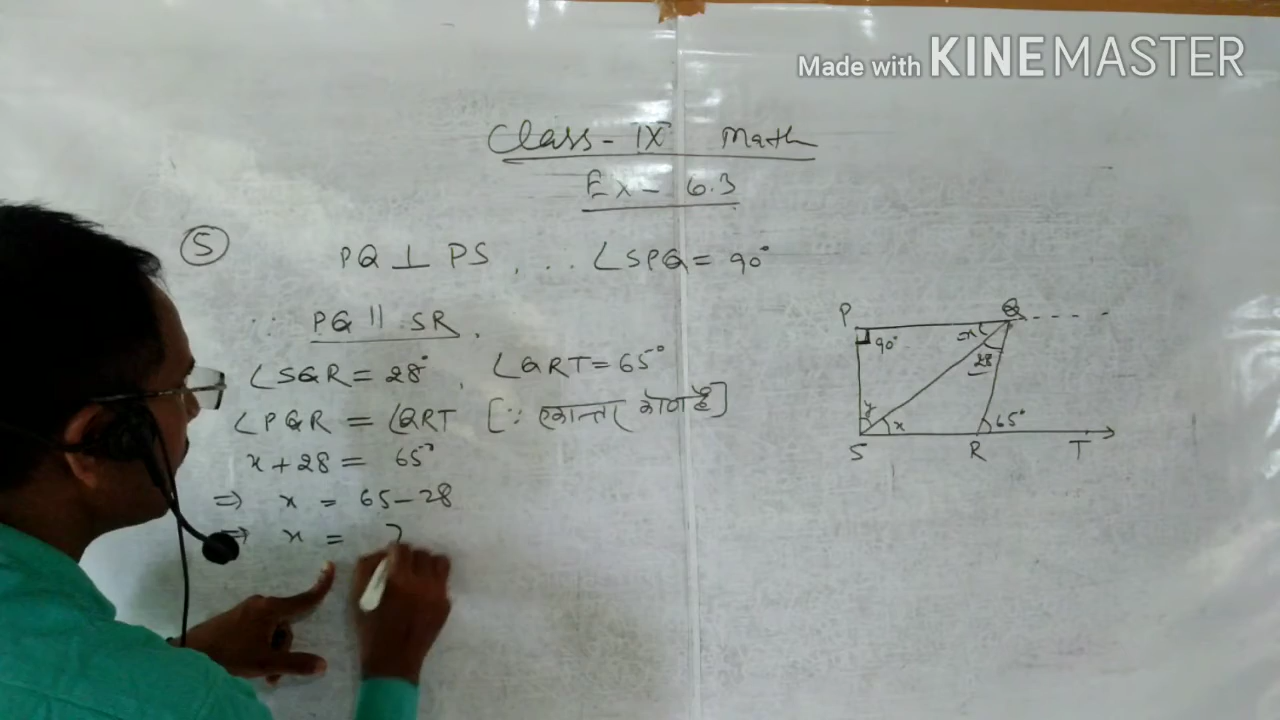 Made with KINEMASTER
Class - IX Math
Ex - 6.3
⑤ PQ ⊥ PS, ... ∠SPQ = 90°
∵ PQ || SR.
∠SQR = 28°, ∠QRT = 65°
∠PQR = ∠QRT [∵ एकान्तर कोण है]
x + 28 = 65°
⇒ x = 65 - 28
⇒ x =
P Q
90° x 28
y x 65°
S R T